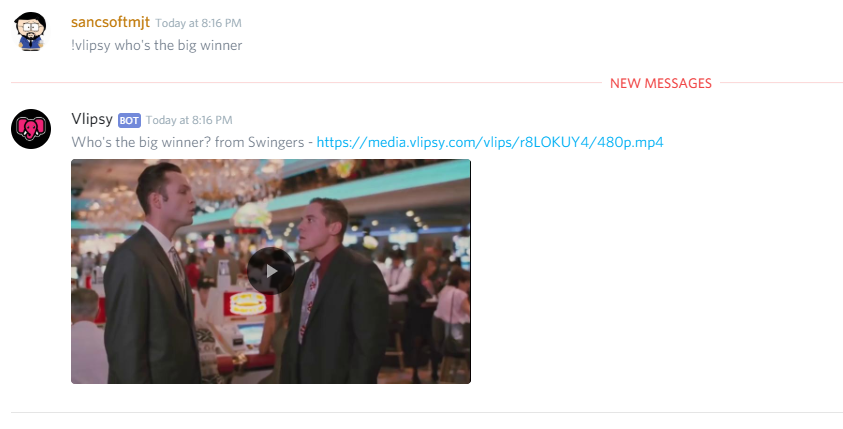 sancsoftmjt Today at 8:16 PM
!vlipsy who's the big winner
NEW MESSAGES
Vlipsy BOT Today at 8:16 PM
Who's the big winner? from Swingers - https://media.vlipsy.com/vlips/r8LOKUY4/480p.mp4